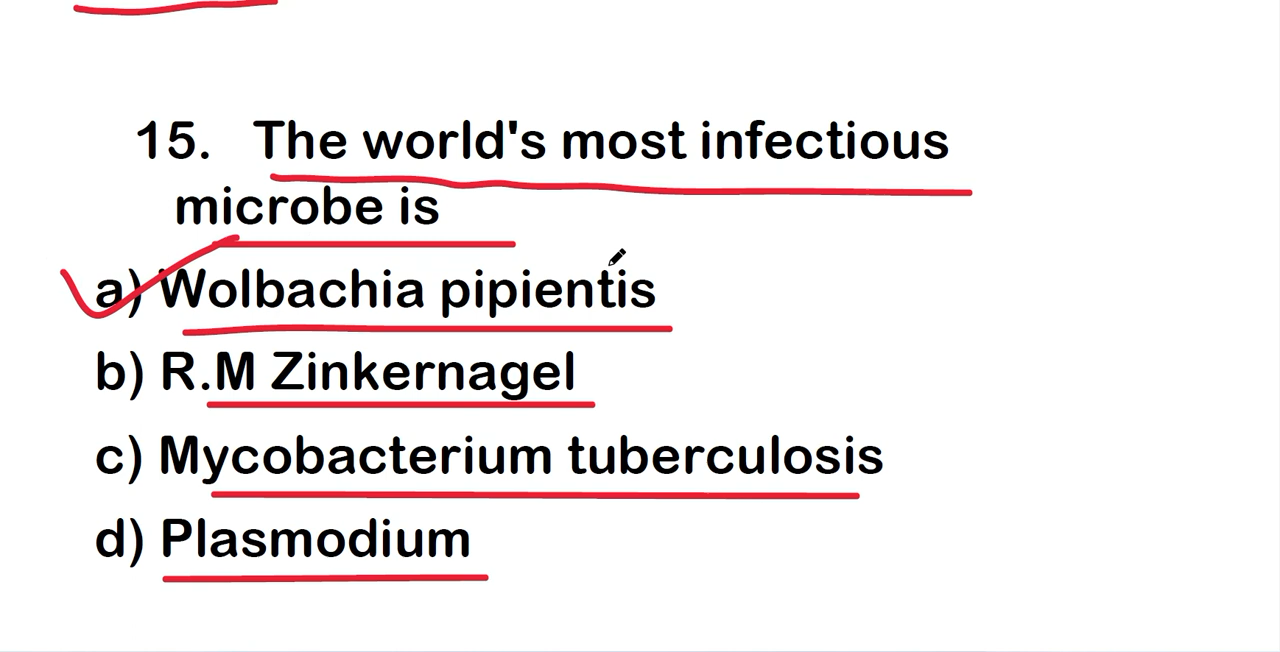 15. The world's most infectious
microbe is
a) Wolbachia pipientis
b) R.M Zinkernagel
c) Mycobacterium tuberculosis
d) Plasmodium